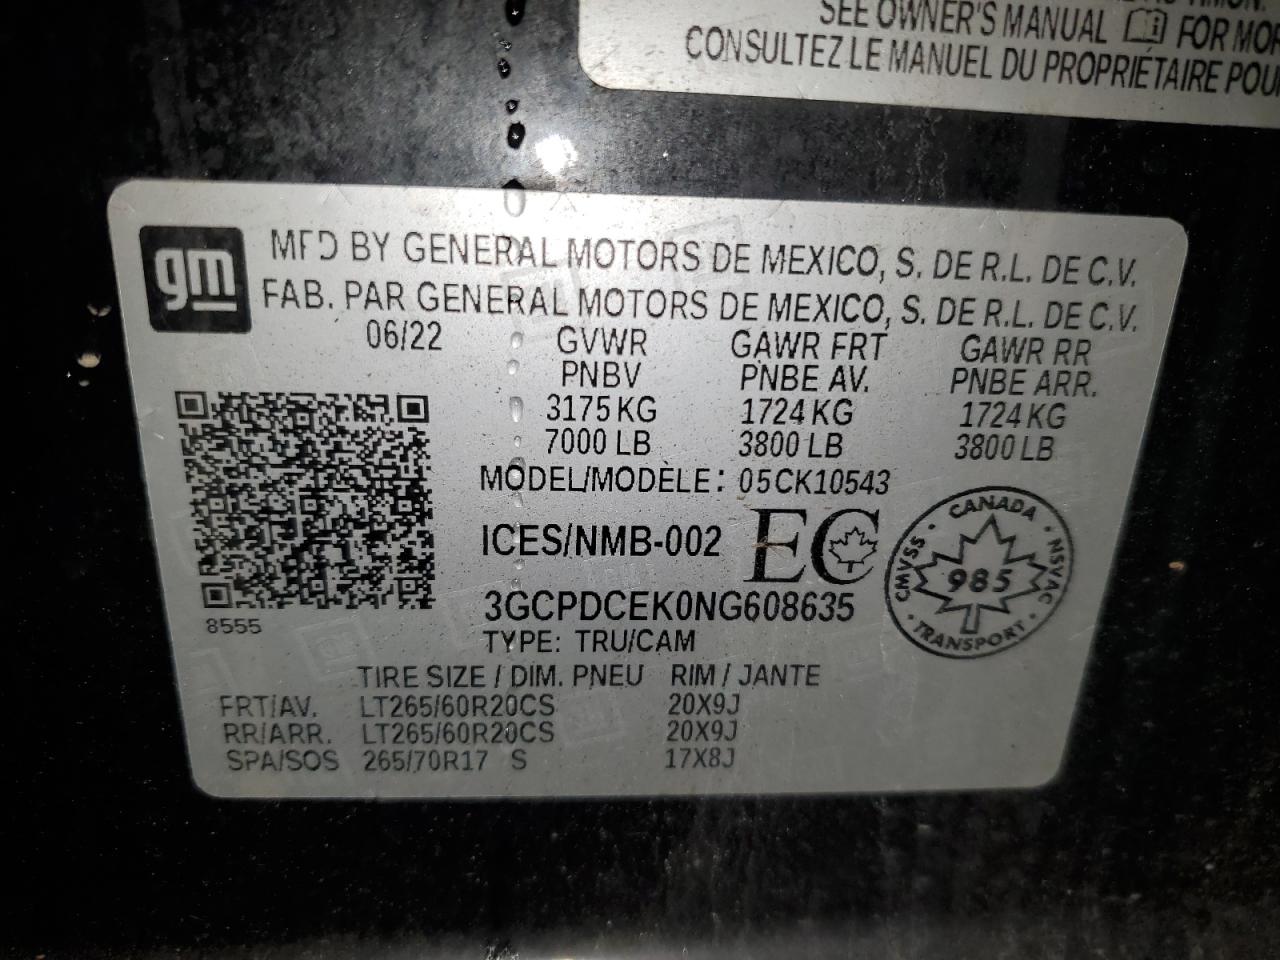 SEE OWNER'S MANUAL FOR
CONSULTEZ LE MANUEL DU PROPRIÉTAIRE
gm
MFD BY GENERAL MOTORS DE MEXICO, S. DE R.L. DE C.V.
FAB. PAR GENERAL MOTORS DE MEXICO, S. DE R.L. DE C.V.
06/22 GVWR GAWR FRT GAWR RR
PNBV PNBE AV. PNBE ARR.
3175 KG 1724 KG 1724 KG
7000 LB 3800 LB 3800 LB
MODEL/MODÈLE: 05CK10543
ICES/NMB-002 EC
CANADA
CMVSS 985 NSVAC
TRANSPORT
3GCPDCEK0NG608635
8555
TYPE: TRU/CAM
TIRE SIZE / DIM. PNEU RIM / JANTE
FRT/AV. LT265/60R20CS 20X9J
RR/ARR. LT265/60R20CS 20X9J
SPA/SOS 265/70R17 S 17X8J